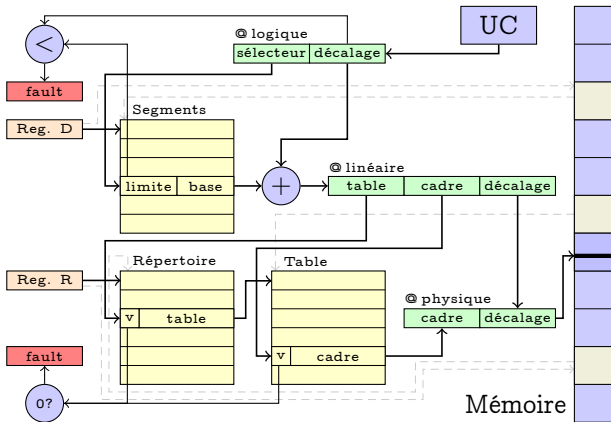 UC
@ logique
<
sélecteur décalage
fault
Segments
Reg. D
@ linéaire
limite base
+
table cadre décalage
Répertoire
Table
Reg. R
@ physique
v table
cadre décalage
fault
v cadre
0?
Mémoire